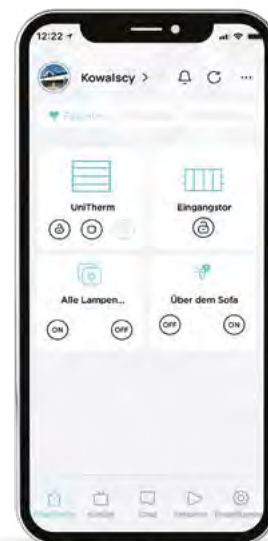 12:22
Kowalscy >
UniTherm
Eingangstor
Alle Lampen...
Über dem Sofa
ON
OFF
OFF
ON